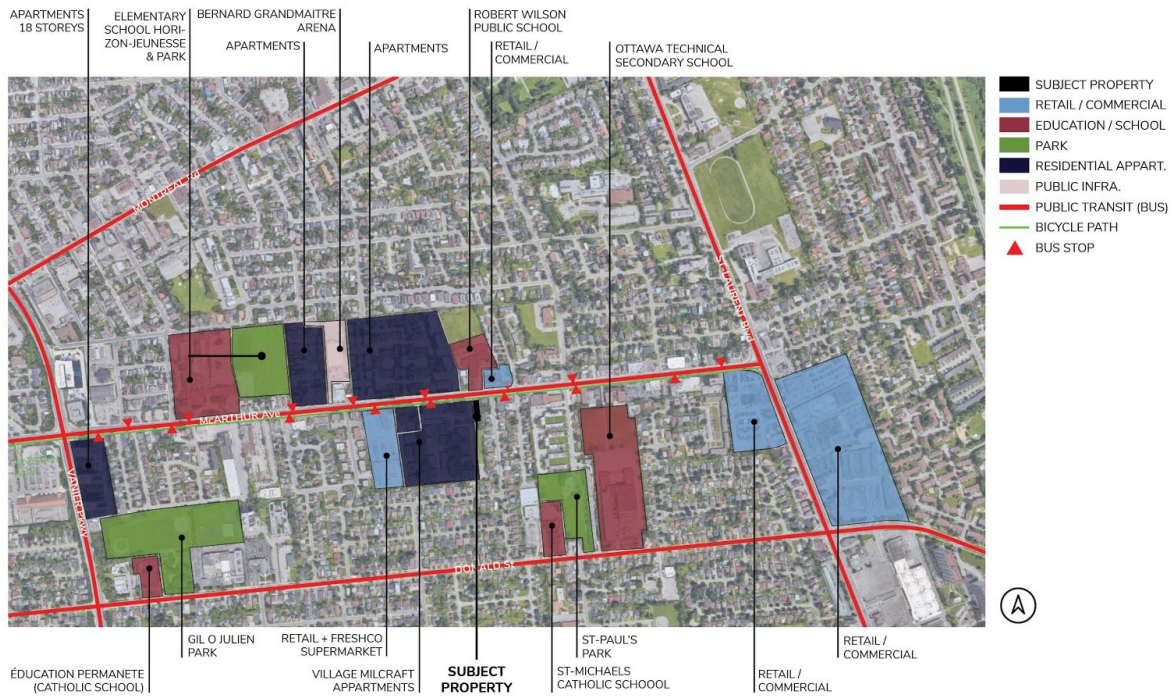 APARTMENTS
18 STOREYS
ELEMENTARY
SCHOOL HORI-
ZON-JEUNESSE
& PARK
BERNARD GRANDMAITRE
ARENA
APARTMENTS
APARTMENTS
ROBERT WILSON
PUBLIC SCHOOL
RETAIL /
COMMERCIAL
OTTAWA TECHNICAL
SECONDARY SCHOOL
SUBJECT PROPERTY
RETAIL / COMMERCIAL
EDUCATION / SCHOOL
PARK
RESIDENTIAL APPART.
PUBLIC INFRA.
PUBLIC TRANSIT (BUS)
BICYCLE PATH
BUS STOP
MONTREAL Rd
ST-LAURENT Blvd
McARTHUR Ave
VANIER Pkwy
DONALD St
GIL O JULIEN
PARK
RETAIL + FRESHCO
SUPERMARKET
ST-PAUL'S
PARK
RETAIL /
COMMERCIAL
ÉDUCATION PERMANETE
(CATHOLIC SCHOOL)
VILLAGE MILCRAFT
APPARTMENTS
SUBJECT
PROPERTY
ST-MICHAELS
CATHOLIC SCHOOOL
RETAIL /
COMMERCIAL